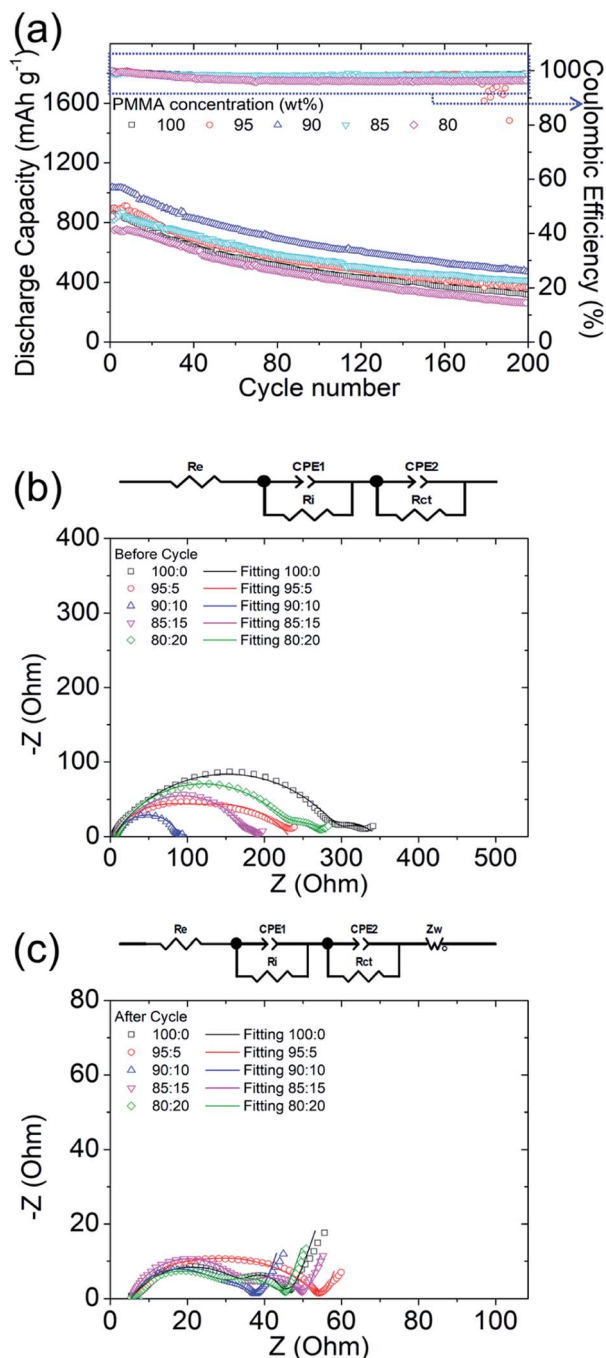 (a)
Discharge Capacity (mAh g⁻¹)
1600
1200
800
400
0
100
80
60
40
20
0
Coulombic Efficiency (%)
PMMA concentration (wt%)
100 95 90 85 80
0 40 80 120 160 200
Cycle number
(b)
Re CPE1 CPE2
Ri Rct
-Z (Ohm)
400
300
200
100
0
Before Cycle
100:0 Fitting 100:0
95:5 Fitting 95:5
90:10 Fitting 90:10
85:15 Fitting 85:15
80:20 Fitting 80:20
0 100 200 300 400 500
Z (Ohm)
(c)
Re CPE1 CPE2 Zw
Ri Rct
-Z (Ohm)
80
60
40
20
0
After Cycle
100:0 Fitting 100:0
95:5 Fitting 95:5
90:10 Fitting 90:10
85:15 Fitting 85:15
80:20 Fitting 80:20
0 20 40 60 80 100
Z (Ohm)